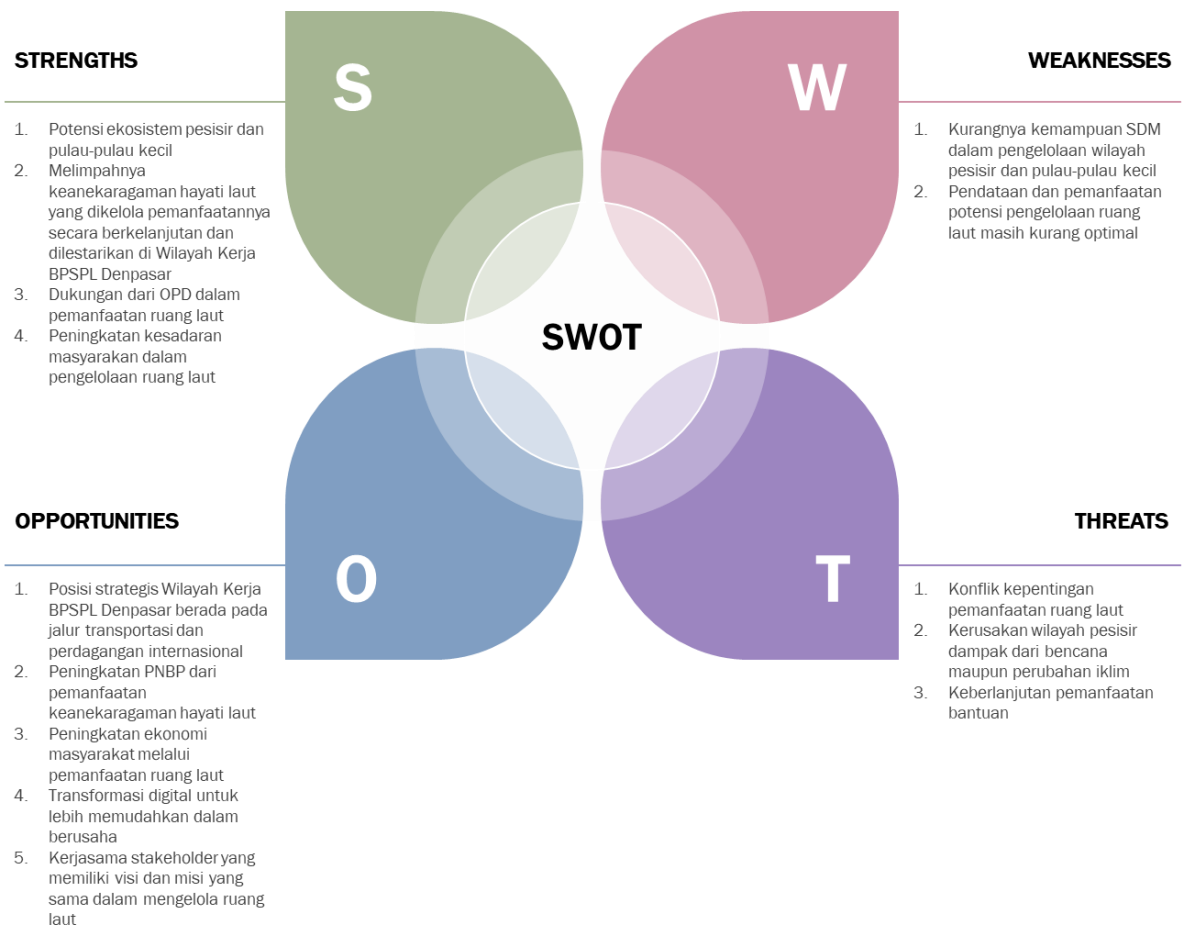 STRENGTHS
S
1. Potensi ekosistem pesisir dan
pulau-pulau kecil
2. Melimpahnya
keanekaragaman hayati laut
yang dikelola pemanfaatannya
secara berkelanjutan dan
dilestarikan di Wilayah Kerja
BPSPL Denpasar
3. Dukungan dari OPD dalam
pemanfaatan ruang laut
4. Peningkatan kesadaran
masyarakan dalam
pengelolaan ruang laut
WEAKNESSES
W
1. Kurangnya kemampuan SDM
dalam pengelolaan wilayah
pesisir dan pulau-pulau kecil
2. Pendataan dan pemanfaatan
potensi pengelolaan ruang
laut masih kurang optimal
SWOT
OPPORTUNITIES
O
1. Posisi strategis Wilayah Kerja
BPSPL Denpasar berada pada
jalur transportasi dan
perdagangan internasional
2. Peningkatan PNBP dari
pemanfaatan
keanekaragaman hayati laut
3. Peningkatan ekonomi
masyarakat melalui
pemanfaatan ruang laut
4. Transformasi digital untuk
lebih memudahkan dalam
berusaha
5. Kerjasama stakeholder yang
memiliki visi dan misi yang
sama dalam mengelola ruang
laut
THREATS
T
1. Konflik kepentingan
pemanfaatan ruang laut
2. Kerusakan wilayah pesisir
dampak dari bencana
maupun perubahan iklim
3. Keberlanjutan pemanfaatan
bantuan